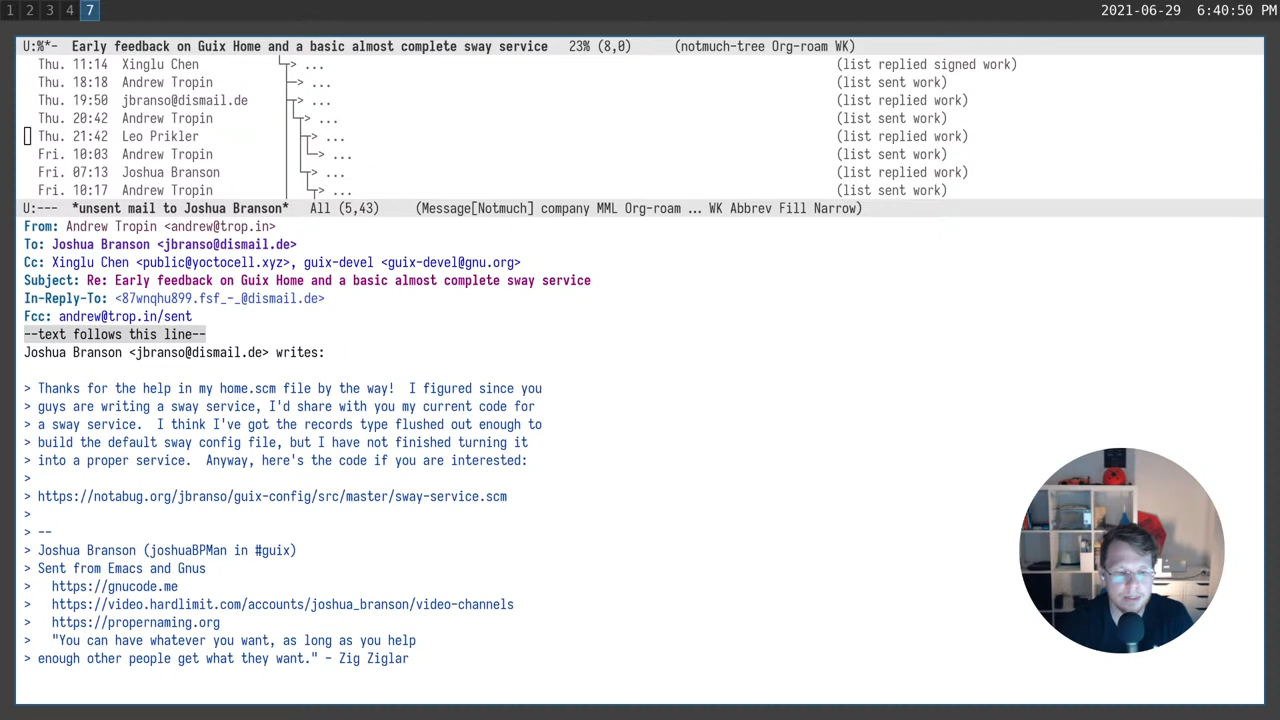 1 2 3 4 7 2021-06-29 6:40:50 PM
U:%*- Early feedback on Guix Home and a basic almost complete sway service 23% (8,0) (notmuch-tree Org-roam WK)
Thu. 11:14 Xinglu Chen └┬> ... (list replied signed work)
Thu. 18:18 Andrew Tropin ├─> ... (list sent work)
Thu. 19:50 jbranso@dismail.de ├┬> ... (list replied work)
Thu. 20:42 Andrew Tropin │└┬> ... (list sent work)
Thu. 21:42 Leo Prikler │ ├┬> ... (list replied work)
Fri. 10:03 Andrew Tropin │ │└─> ... (list sent work)
Fri. 07:13 Joshua Branson │ └┬> ... (list replied work)
Fri. 10:17 Andrew Tropin │ └┬> ... (list sent work)
U:--- *unsent mail to Joshua Branson* All (5,43) (Message[Notmuch] company MML Org-roam ... WK Abbrev Fill Narrow)
From: Andrew Tropin <andrew@trop.in>
To: Joshua Branson <jbranso@dismail.de>
Cc: Xinglu Chen <public@yoctocell.xyz>, guix-devel <guix-devel@gnu.org>
Subject: Re: Early feedback on Guix Home and a basic almost complete sway service
In-Reply-To: <87wnqhu899.fsf_-_@dismail.de>
Fcc: andrew@trop.in/sent
--text follows this line--
Joshua Branson <jbranso@dismail.de> writes:
> Thanks for the help in my home.scm file by the way!  I figured since you
> guys are writing a sway service, I'd share with you my current code for
> a sway service.  I think I've got the records type flushed out enough to
> build the default sway config file, but I have not finished turning it
> into a proper service.  Anyway, here's the code if you are interested:
>
> https://notabug.org/jbranso/guix-config/src/master/sway-service.scm
>
> --
> Joshua Branson (joshuaBPMan in #guix)
> Sent from Emacs and Gnus
>   https://gnucode.me
>   https://video.hardlimit.com/accounts/joshua_branson/video-channels
>   https://propernaming.org
>   "You can have whatever you want, as long as you help
> enough other people get what they want." - Zig Ziglar